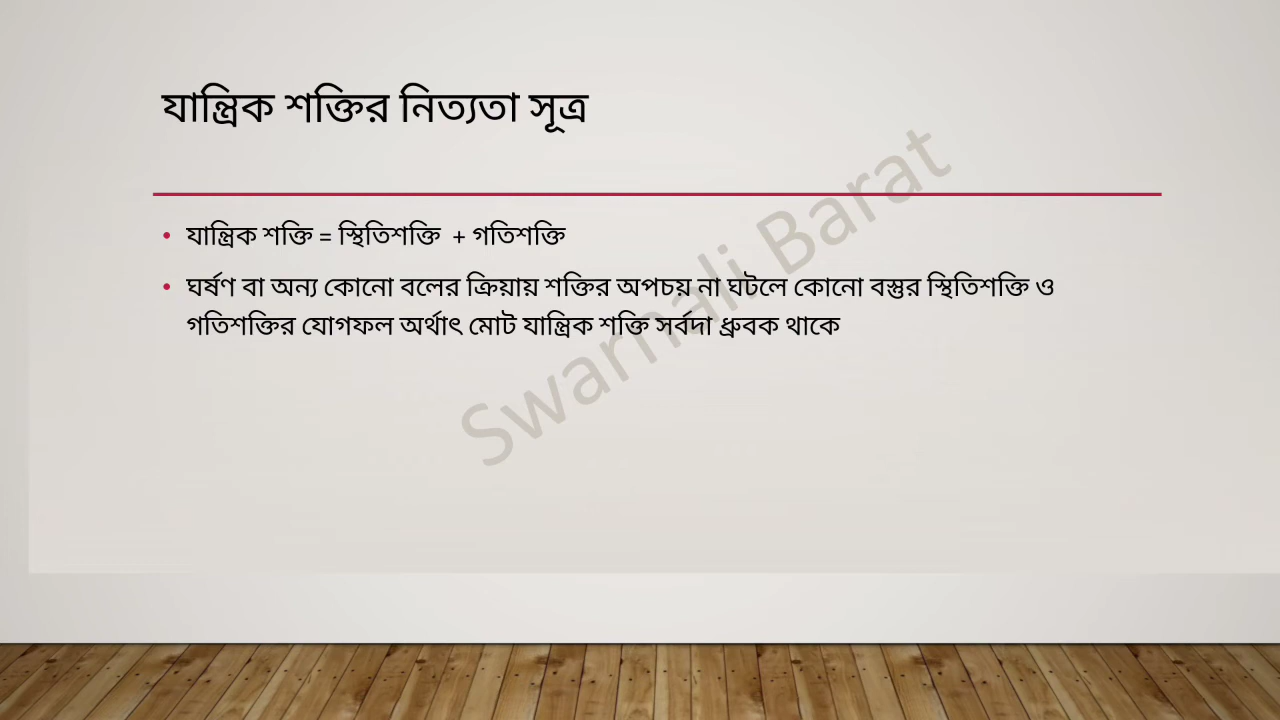 যান্ত্রিক শক্তির নিত্যতা সূত্র
• যান্ত্রিক শক্তি = স্থিতিশক্তি + গতিশক্তি
• ঘর্ষণ বা অন্য কোনো বলের ক্রিয়ায় শক্তির অপচয় না ঘটলে কোনো বস্তুর স্থিতিশক্তি ও
গতিশক্তির যোগফল অর্থাৎ মোট যান্ত্রিক শক্তি সর্বদা ধ্রুবক থাকে
Swarnali Barat